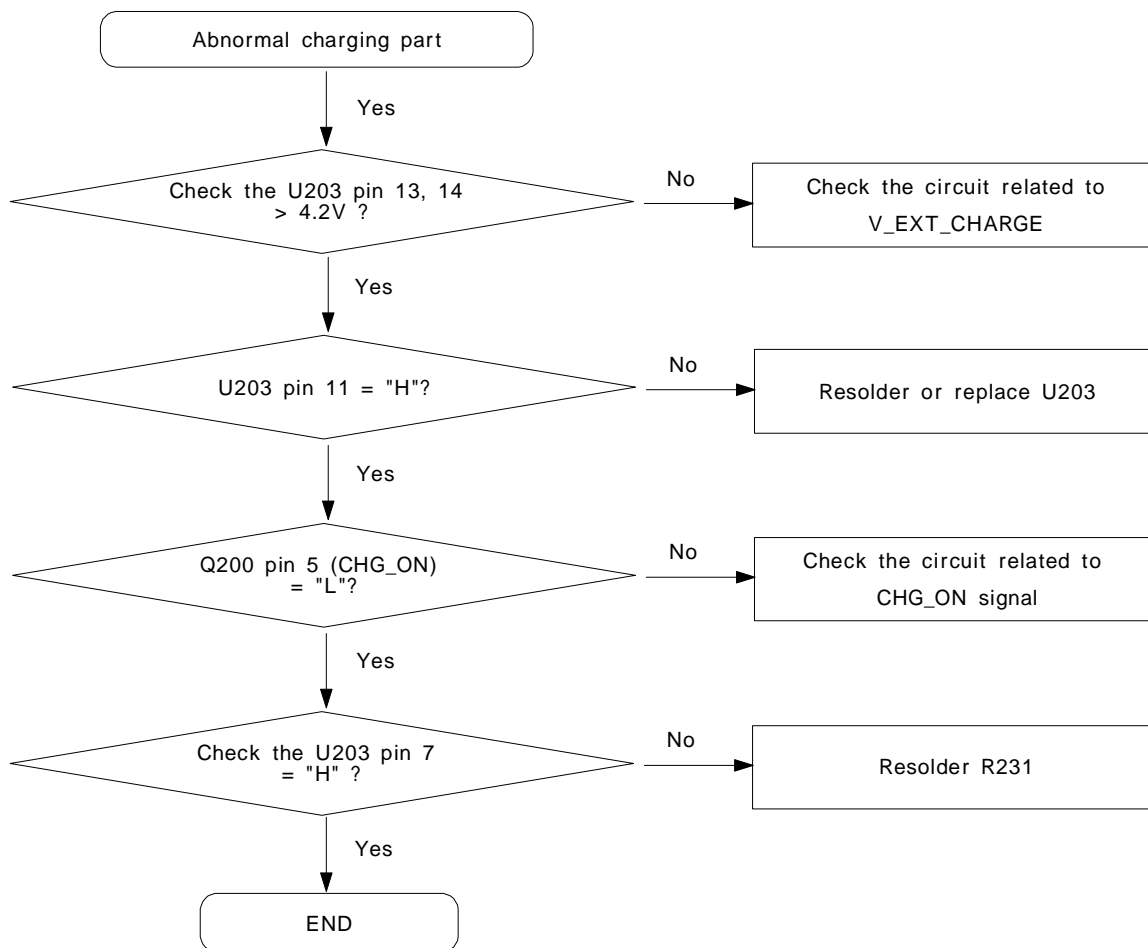 Abnormal charging part
Yes
Check the U203 pin 13, 14
> 4.2V ?
No
Check the circuit related to
V_EXT_CHARGE
Yes
U203 pin 11 = "H"?
No
Resolder or replace U203
Yes
Q200 pin 5 (CHG_ON)
= "L"?
No
Check the circuit related to
CHG_ON signal
Yes
Check the U203 pin 7
= "H" ?
No
Resolder R231
Yes
END